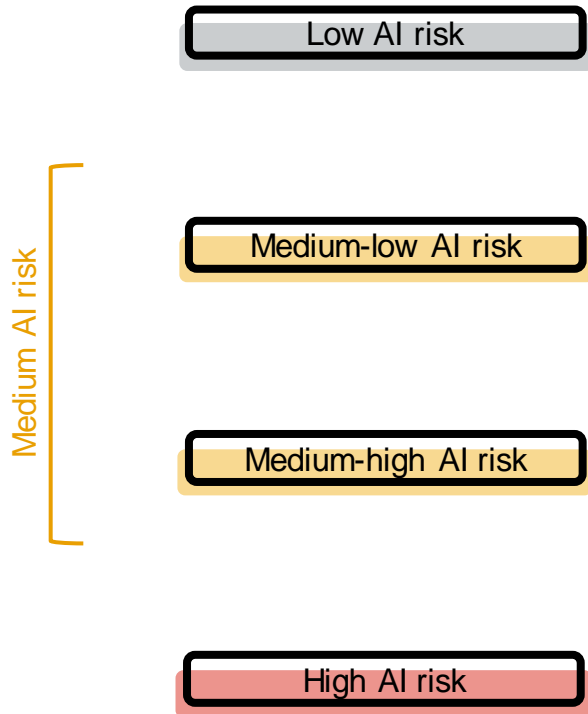 Low AI risk
Medium AI risk
Medium-low AI risk
Medium-high AI risk
High AI risk